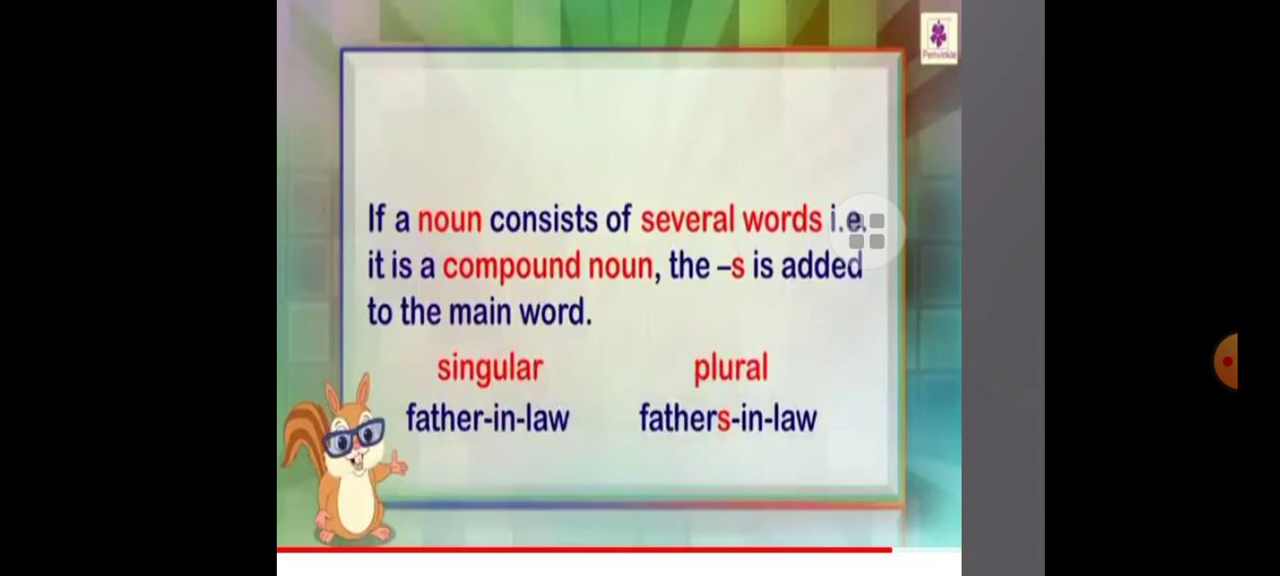 Periwinkle
If a noun consists of several words i.e.
it is a compound noun, the –s is added
to the main word.
singular plural
father-in-law fathers-in-law